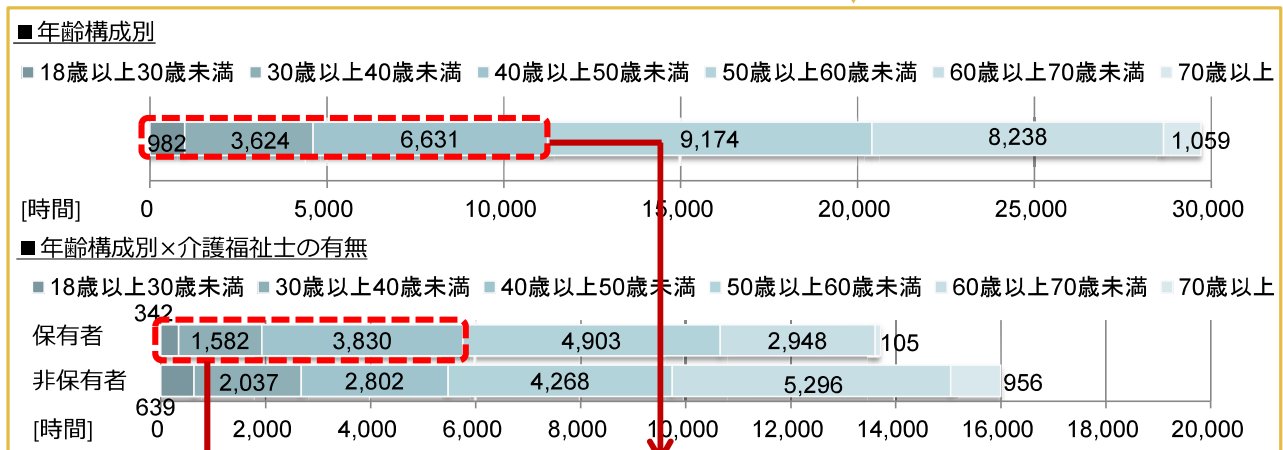 ■年齢構成別
■18歳以上30歳未満 ■30歳以上40歳未満 ■40歳以上50歳未満 ■50歳以上60歳未満 ■60歳以上70歳未満 ■70歳以上
982 3,624 6,631 9,174 8,238 1,059
[時間] 0 5,000 10,000 15,000 20,000 25,000 30,000
■年齢構成別×介護福祉士の有無
■18歳以上30歳未満 ■30歳以上40歳未満 ■40歳以上50歳未満 ■50歳以上60歳未満 ■60歳以上70歳未満 ■70歳以上
保有者 342 1,582 3,830 4,903 2,948 105
非保有者 639 2,037 2,802 4,268 5,296 956
[時間] 0 2,000 4,000 6,000 8,000 10,000 12,000 14,000 16,000 18,000 20,000